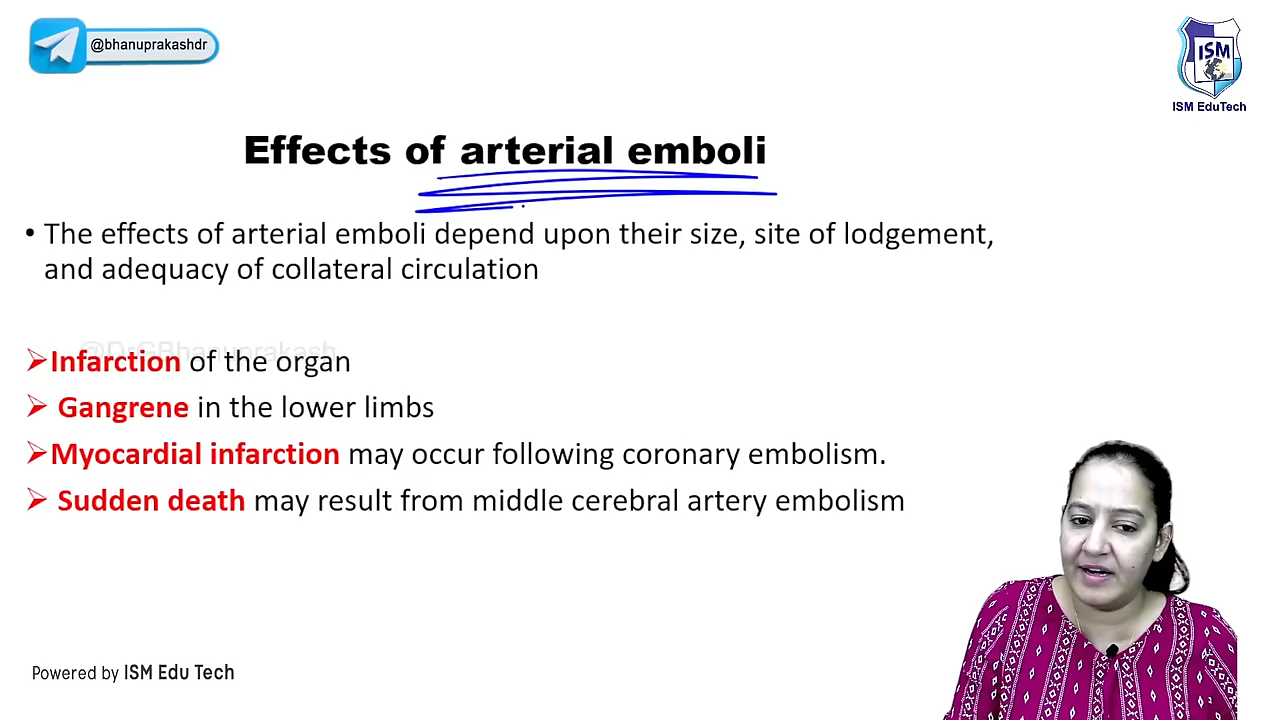 @bhanuprakashdr
ISM
ISM EduTech
Effects of arterial emboli
• The effects of arterial emboli depend upon their size, site of lodgement,
and adequacy of collateral circulation
@DrGBhanuprakash
➢Infarction of the organ
➢ Gangrene in the lower limbs
➢Myocardial infarction may occur following coronary embolism.
➢ Sudden death may result from middle cerebral artery embolism
Powered by ISM Edu Tech